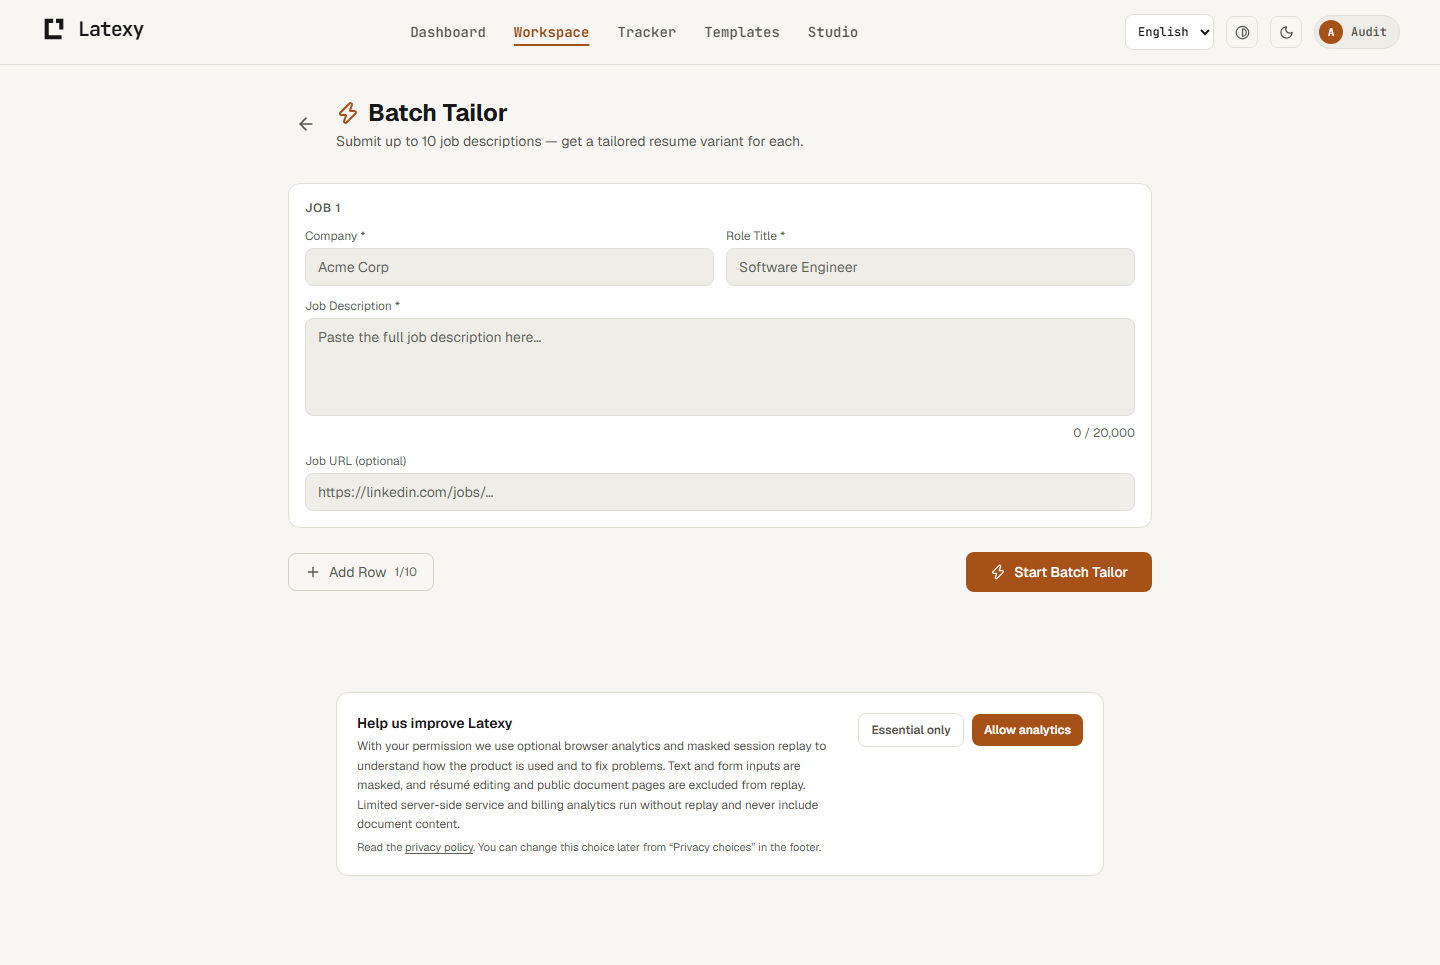 Latexy
Dashboard
Workspace
Tracker
Templates
Studio
English
A
Audit
Batch Tailor
Submit up to 10 job descriptions — get a tailored resume variant for each.
JOB 1
Company *
Role Title *
Acme Corp
Software Engineer
Job Description *
Paste the full job description here…
0 / 20,000
Job URL (optional)
https://linkedin.com/jobs/…
Add Row 1/10
Start Batch Tailor
Help us improve Latexy
With your permission we use optional browser analytics and masked session replay to
understand how the product is used and to fix problems. Text and form inputs are
masked, and résumé editing and public document pages are excluded from replay.
Limited server-side service and billing analytics run without replay and never include
document content.
Read the privacy policy. You can change this choice later from “Privacy choices” in the footer.
Essential only
Allow analytics